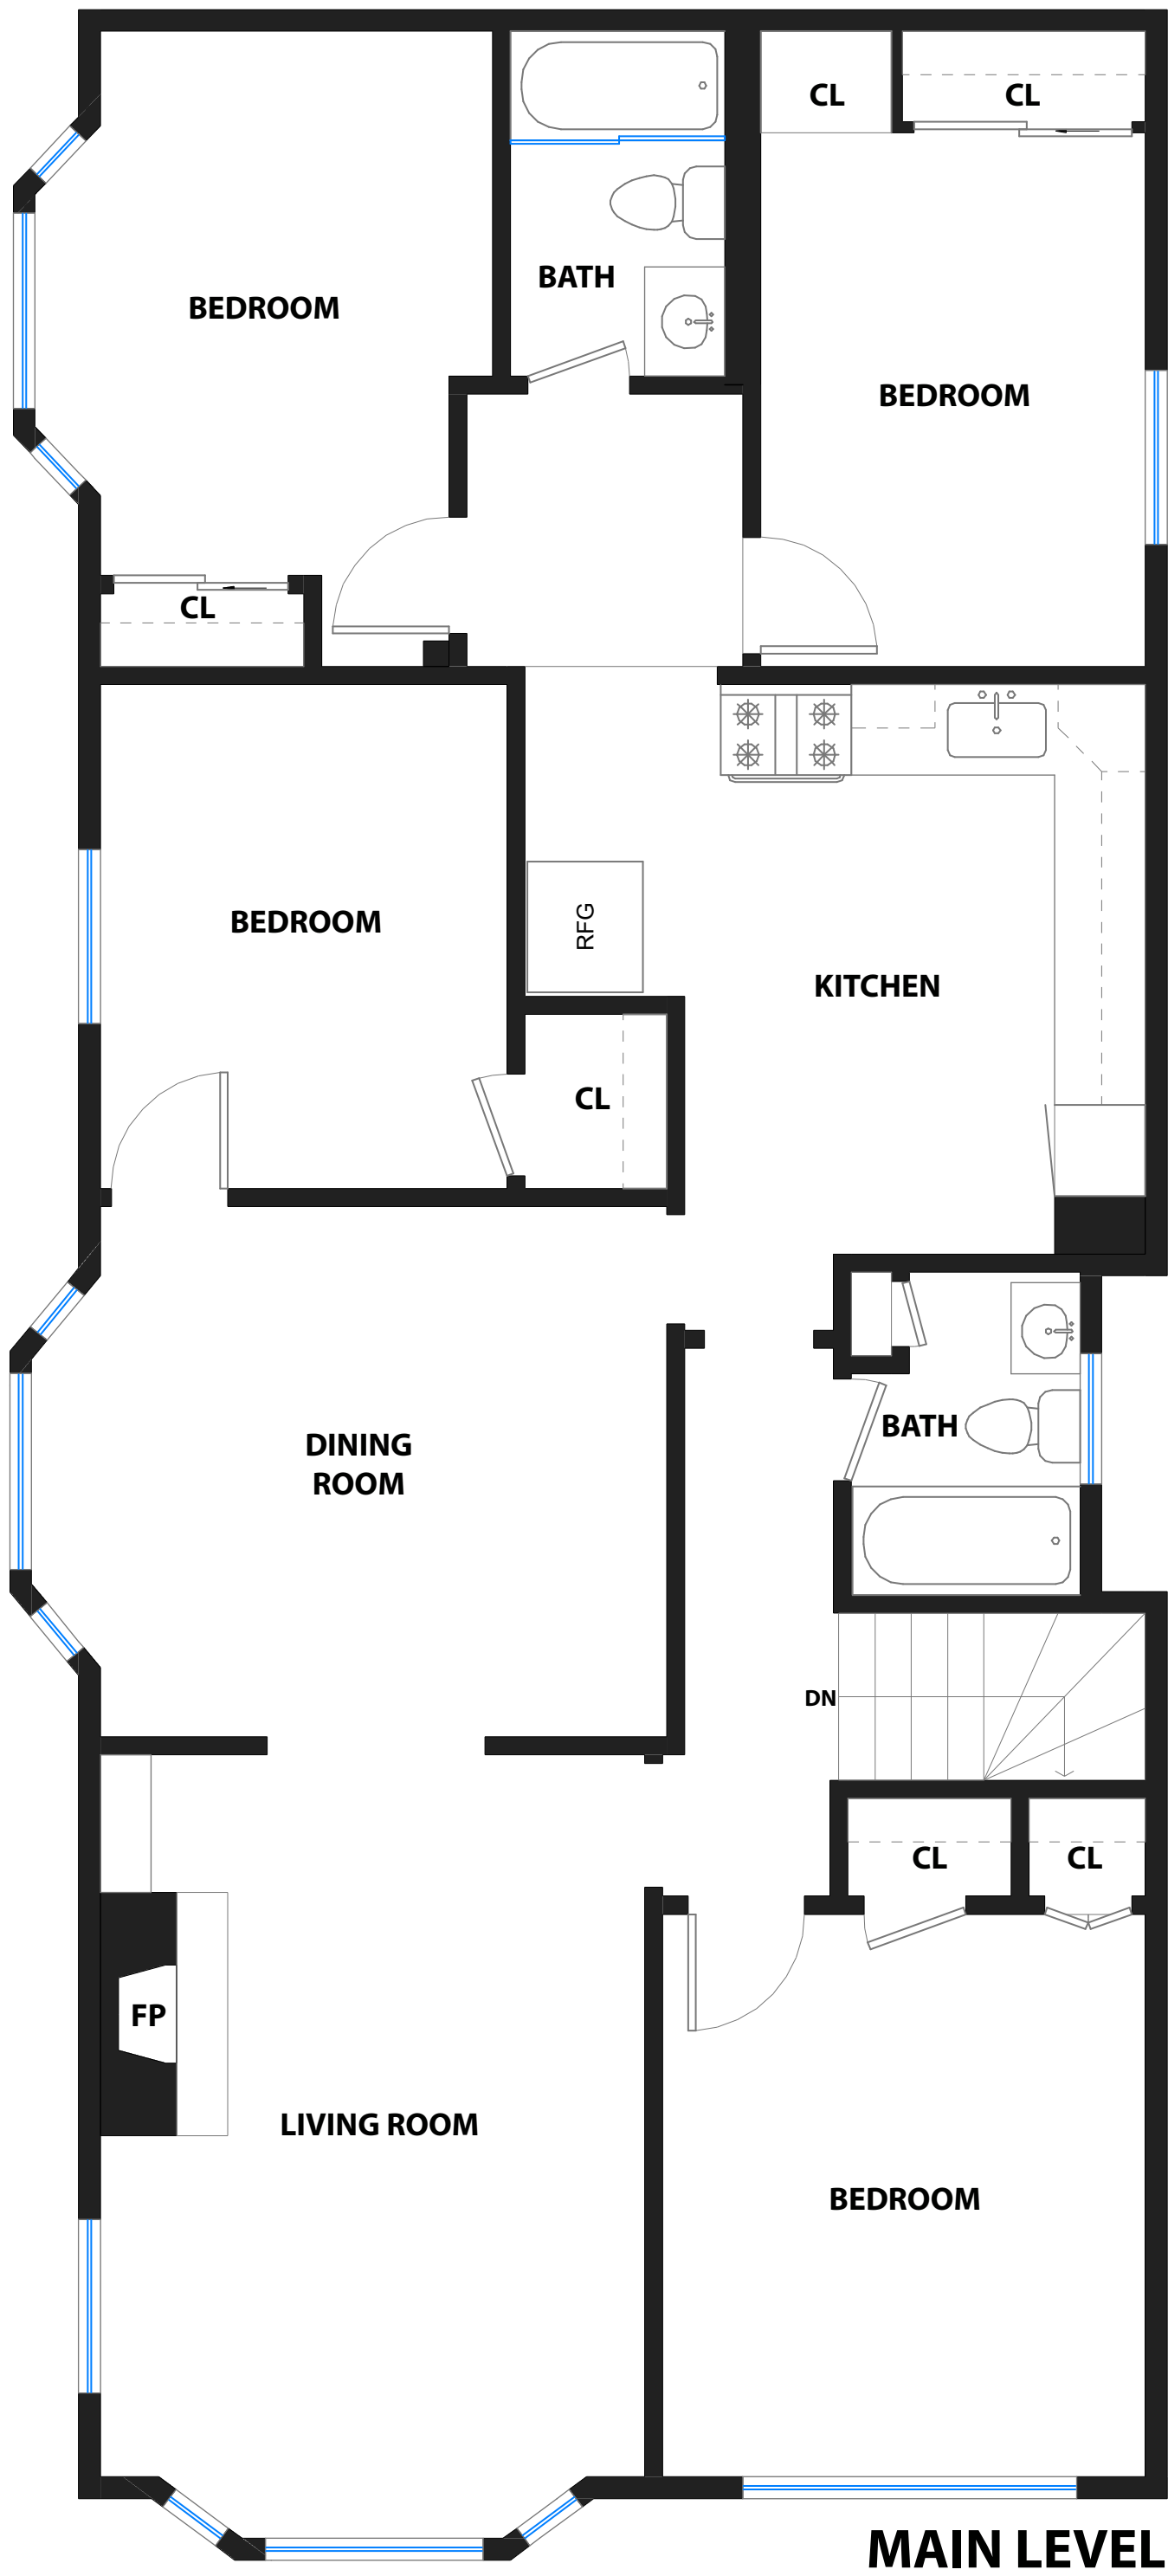 CL
CL
BATH
BEDROOM
BEDROOM
CL
BEDROOM
RFG
KITCHEN
CL
DINING
ROOM
BATH
DN
CL
CL
FP
LIVING ROOM
BEDROOM
MAIN LEVEL